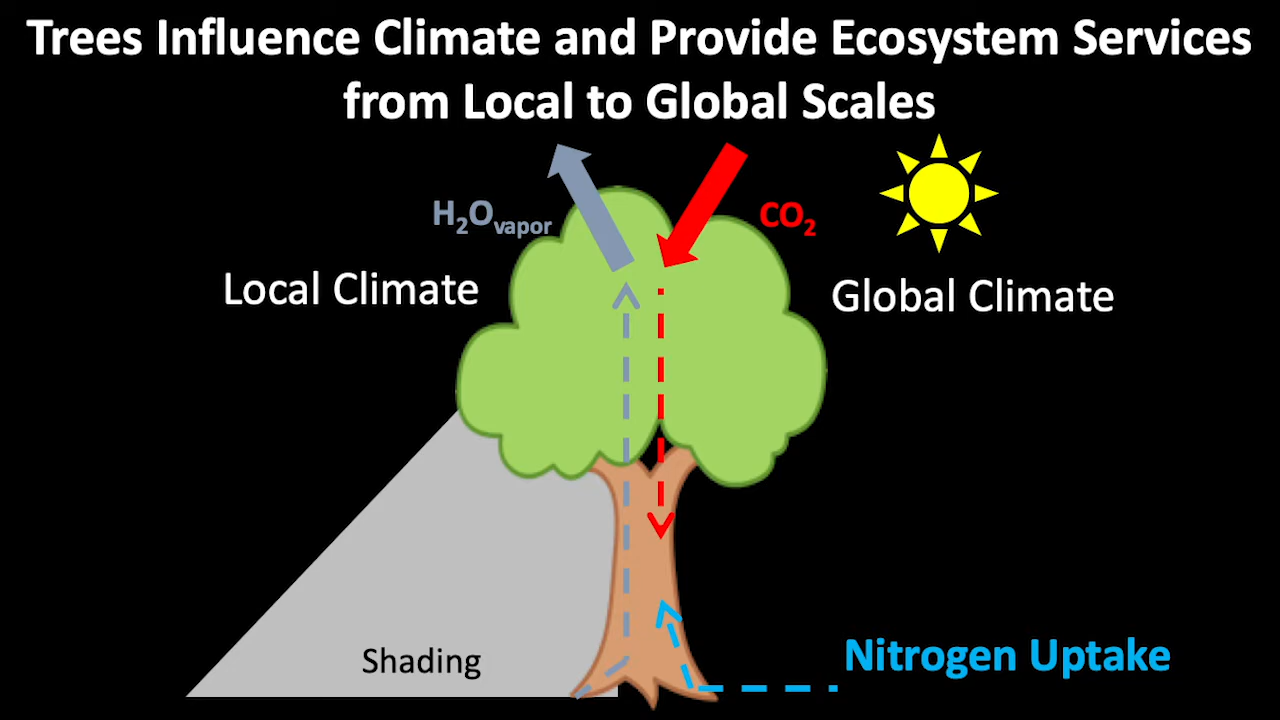 Trees Influence Climate and Provide Ecosystem Services
from Local to Global Scales
H₂Ovapor
CO₂
Local Climate
Global Climate
Shading
Nitrogen Uptake